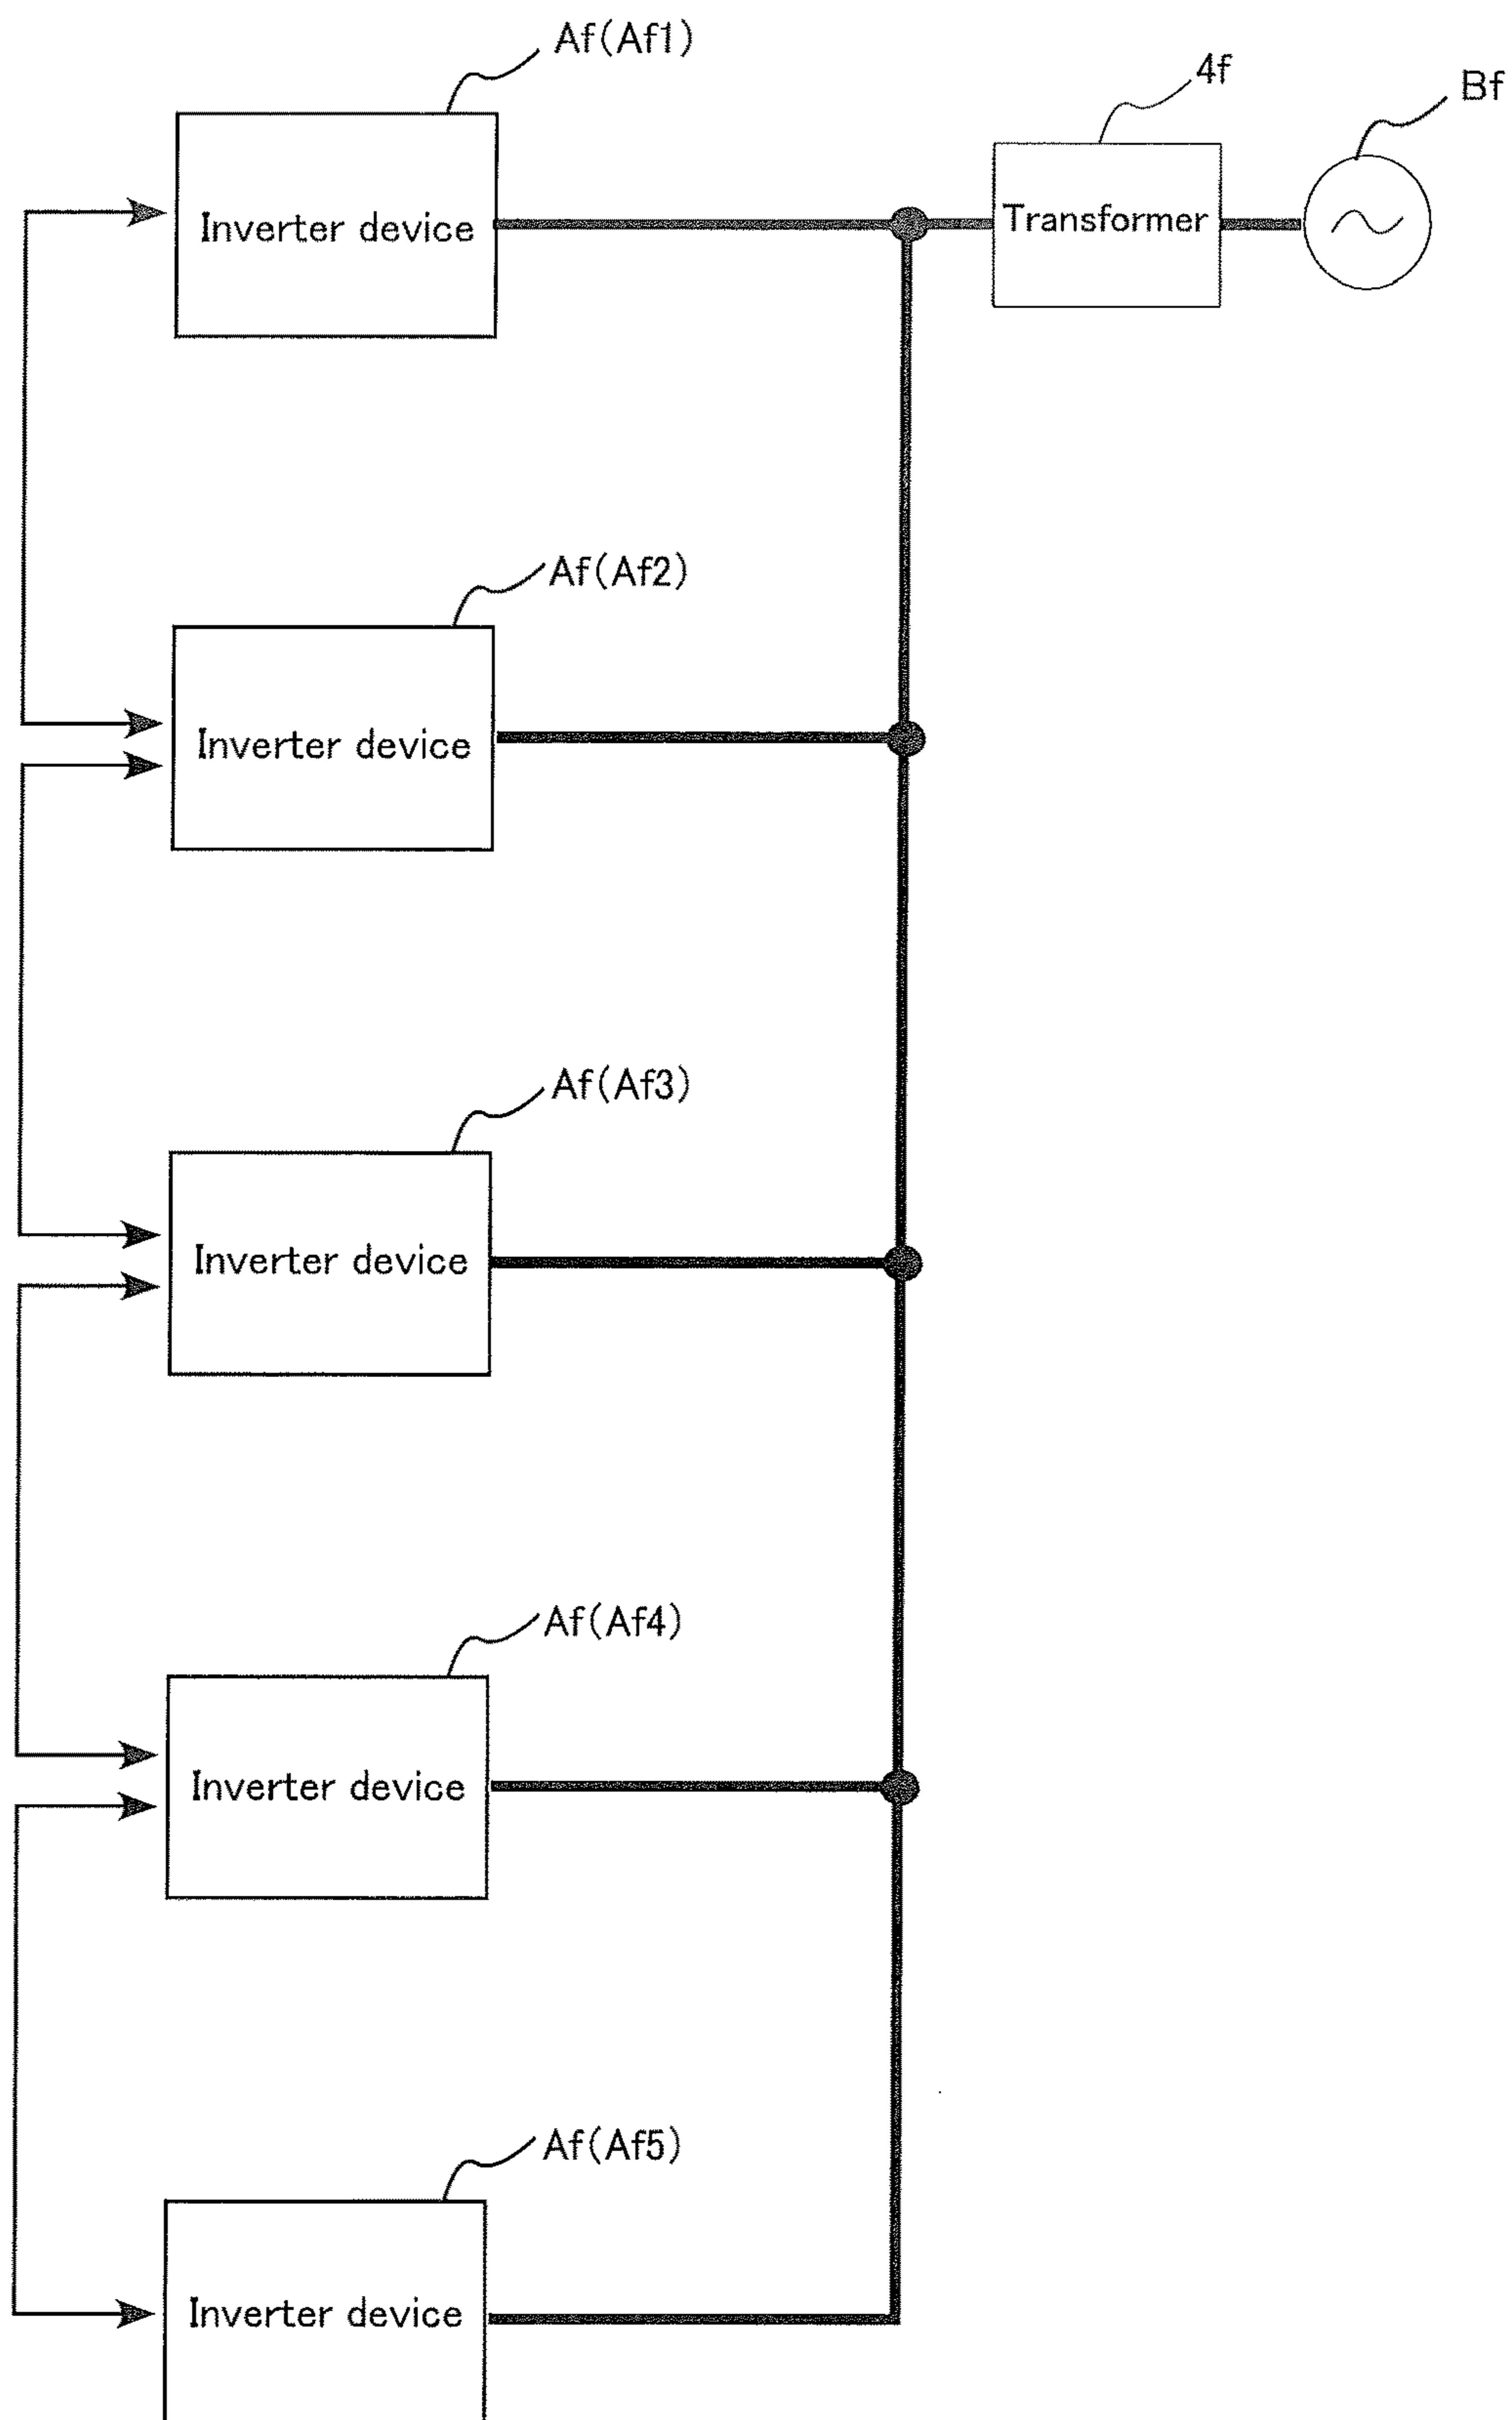 Af(Af1)
4f
Bf
Inverter device
Transformer
Af(Af2)
Inverter device
Af(Af3)
Inverter device
Af(Af4)
Inverter device
Af(Af5)
Inverter device